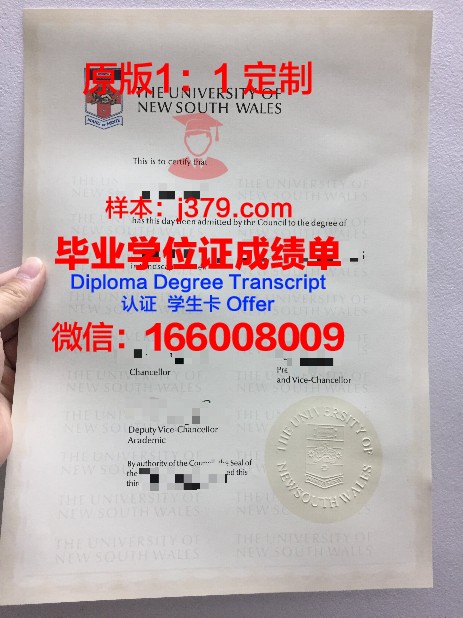 原版1：1定制
THE UNIVERSITY OF
NEW SOUTH WALES
This is to certify that
样本：j379.com
has this day been admitted by the Council to the degree of
毕业学位证成绩单
Diploma Degree Transcript
认证 学生卡 Offer
微信：166008009
Chancellor
and Vice-Chancellor
Deputy Vice-Chancellor
Academic
By authority of the Council, the Seal of
the
this
THE UNIVERSITY OF
NEW SOUTH WALES